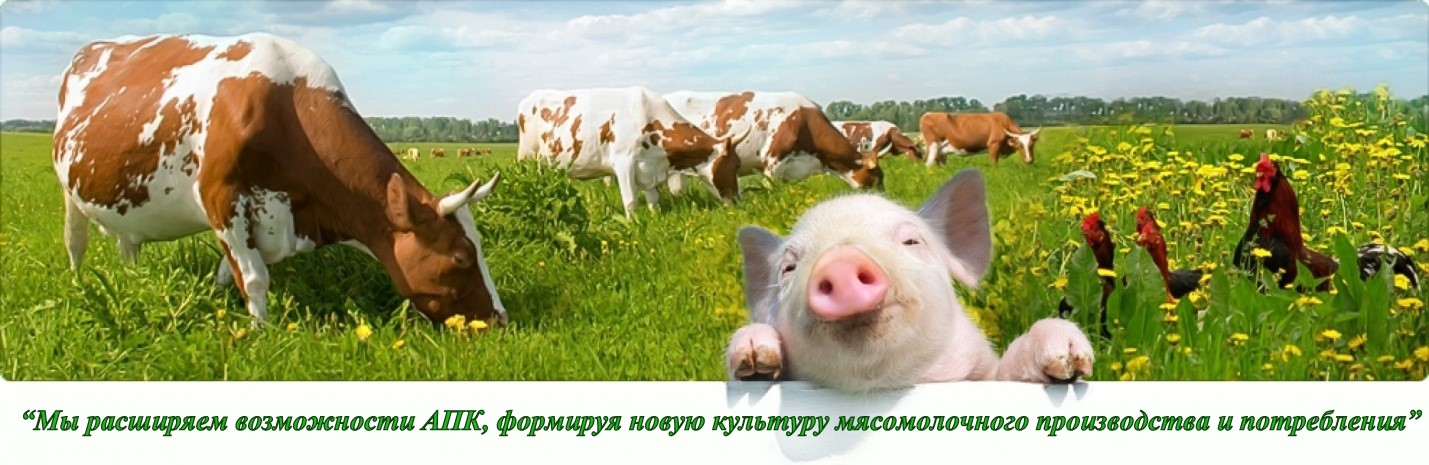 “Мы расширяем возможности АПК, формируя новую культуру мясомолочного производства и потребления”